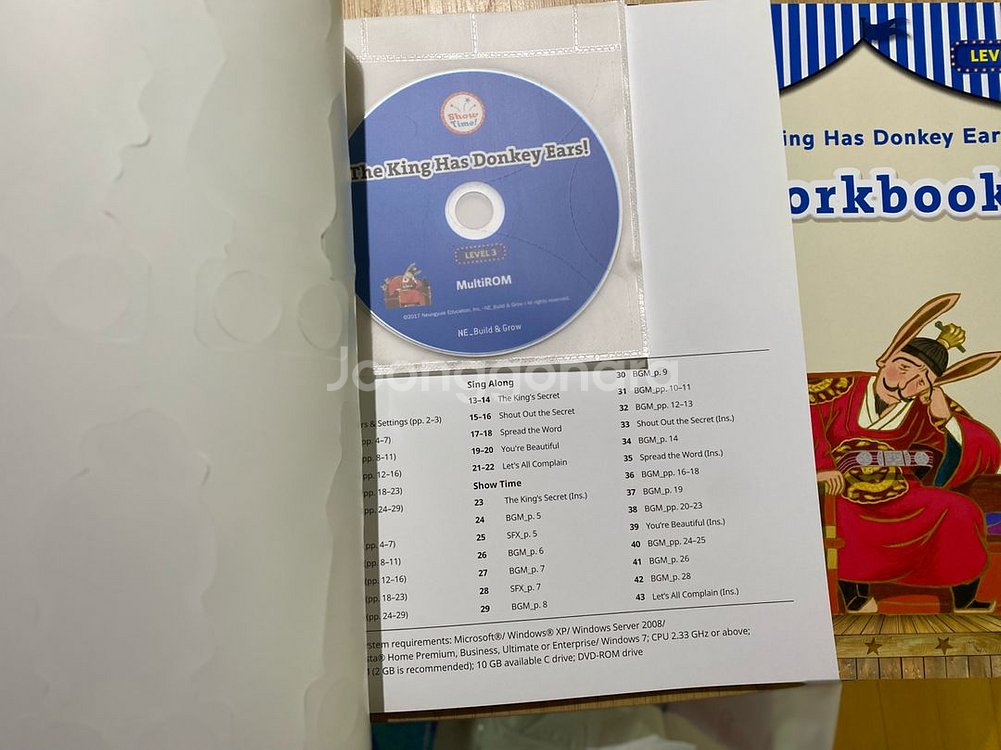 Show
Time!
The King Has Donkey Ears!
LEVEL 3
MultiROM
©2017 Neungyule Education, Inc. · NE_Build & Grow / All rights reserved.
NE_Build & Grow
Joonggonara
rs & Settings (pp. 2–3)
pp. 4–7)
pp. 8–11)
pp. 12–16)
pp. 18–23)
pp. 24–29)
pp. 4–7)
(pp. 8–11)
(pp. 12–16)
(pp. 18–23)
(pp. 24–29)
Sing Along
13–14 The King's Secret
15–16 Shout Out the Secret
17–18 Spread the Word
19–20 You're Beautiful
21–22 Let's All Complain
Show Time
23 The King's Secret (Ins.)
24 BGM_p. 5
25 SFX_p. 5
26 BGM_p. 6
27 BGM_p. 7
28 SFX_p. 7
29 BGM_p. 8
30 BGM_p. 9
31 BGM_pp. 10–11
32 BGM_pp. 12–13
33 Shout Out the Secret (Ins.)
34 BGM_p. 14
35 Spread the Word (Ins.)
36 BGM_pp. 16–18
37 BGM_p. 19
38 BGM_pp. 20–23
39 You're Beautiful (Ins.)
40 BGM_pp. 24–25
41 BGM_p. 26
42 BGM_p. 28
43 Let's All Complain (Ins.)
stem requirements: Microsoft®/ Windows® XP/ Windows Server 2008/
sta® Home Premium, Business, Ultimate or Enterprise/ Windows 7; CPU 2.33 GHz or above;
(2 GB is recommended); 10 GB available C drive; DVD-ROM drive
LEV
ing Has Donkey Ear
orkbook